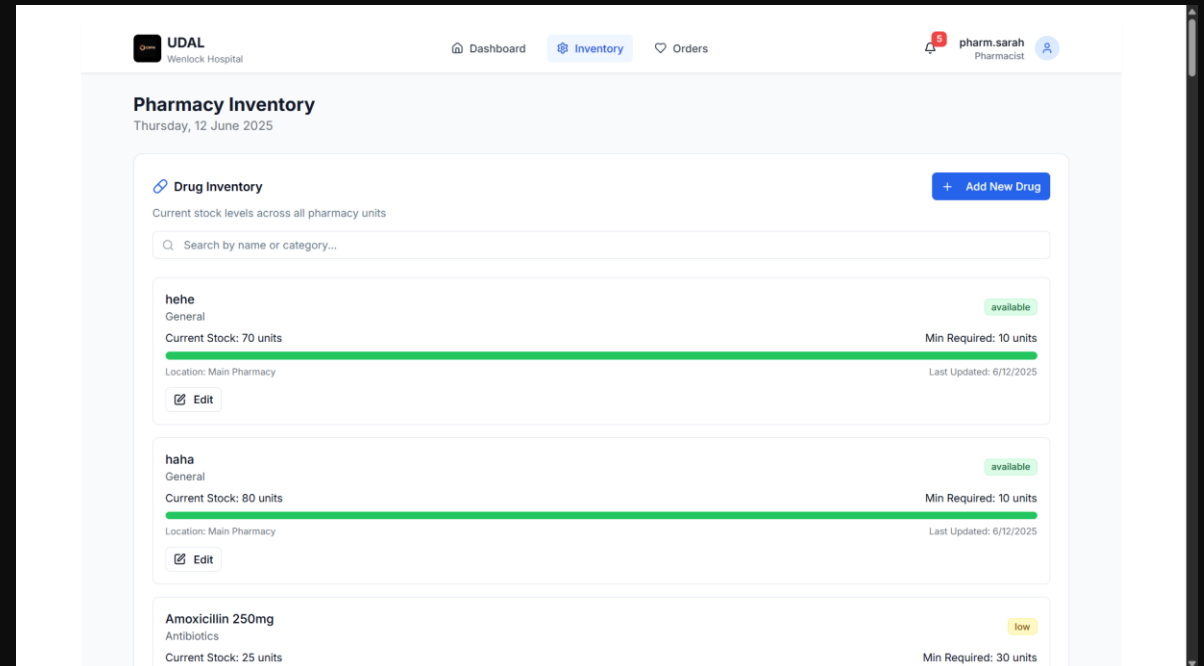 UDAL
Wenlock Hospital
Dashboard
Inventory
Orders
5
pharm.sarah
Pharmacist
Pharmacy Inventory
Thursday, 12 June 2025
Drug Inventory
+ Add New Drug
Current stock levels across all pharmacy units
Search by name or category...
hehe
available
General
Current Stock: 70 units
Min Required: 10 units
Location: Main Pharmacy
Last Updated: 6/12/2025
Edit
haha
available
General
Current Stock: 80 units
Min Required: 10 units
Location: Main Pharmacy
Last Updated: 6/12/2025
Edit
Amoxicillin 250mg
low
Antibiotics
Current Stock: 25 units
Min Required: 30 units